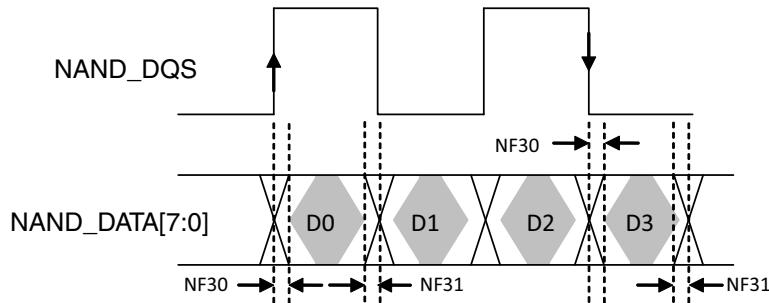 NAND_DQS
NF30
NAND_DATA[7:0]
D0 D1 D2 D3
NF30 NF31 NF31